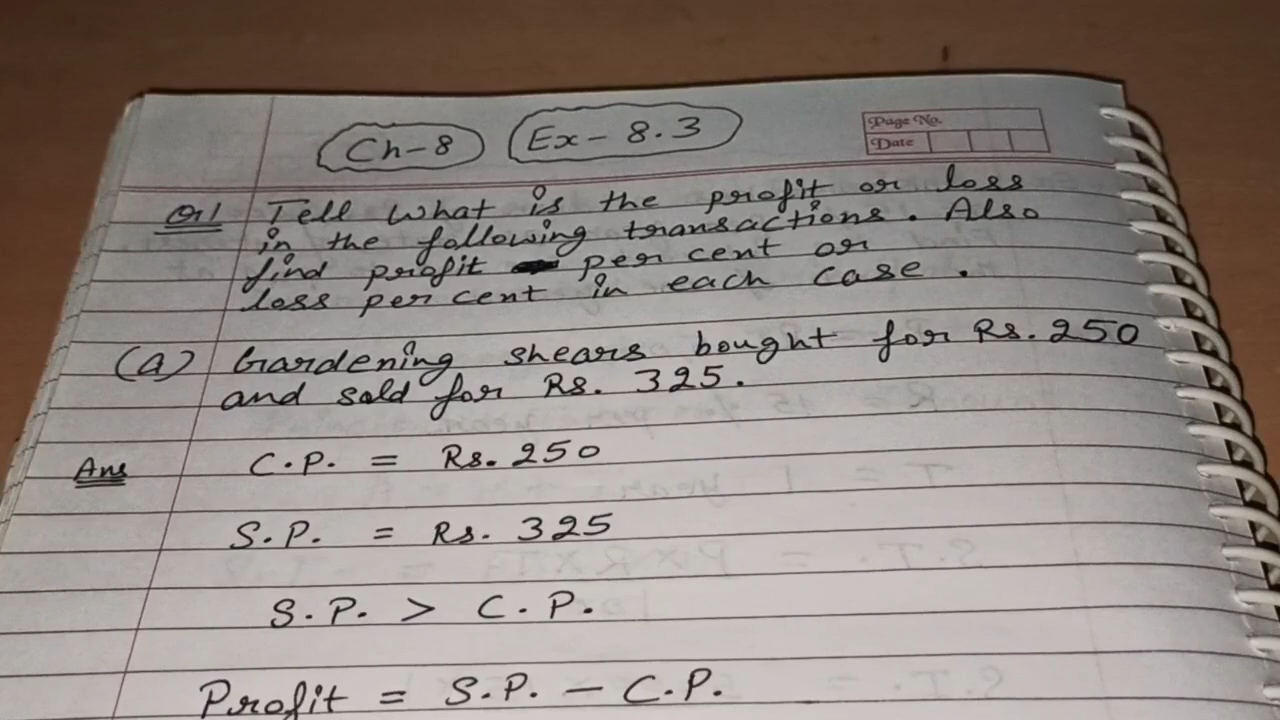 Ch-8 Ex-8.3
Page No.
Date
Q1 Tell what is the profit or loss
in the following transactions. Also
find profit per cent or
loss per cent in each case.
(a) Gardening shears bought for Rs. 250
and sold for Rs. 325.
Ans C.P. = Rs. 250
S.P. = Rs. 325
S.P. > C.P.
Profit = S.P. - C.P.